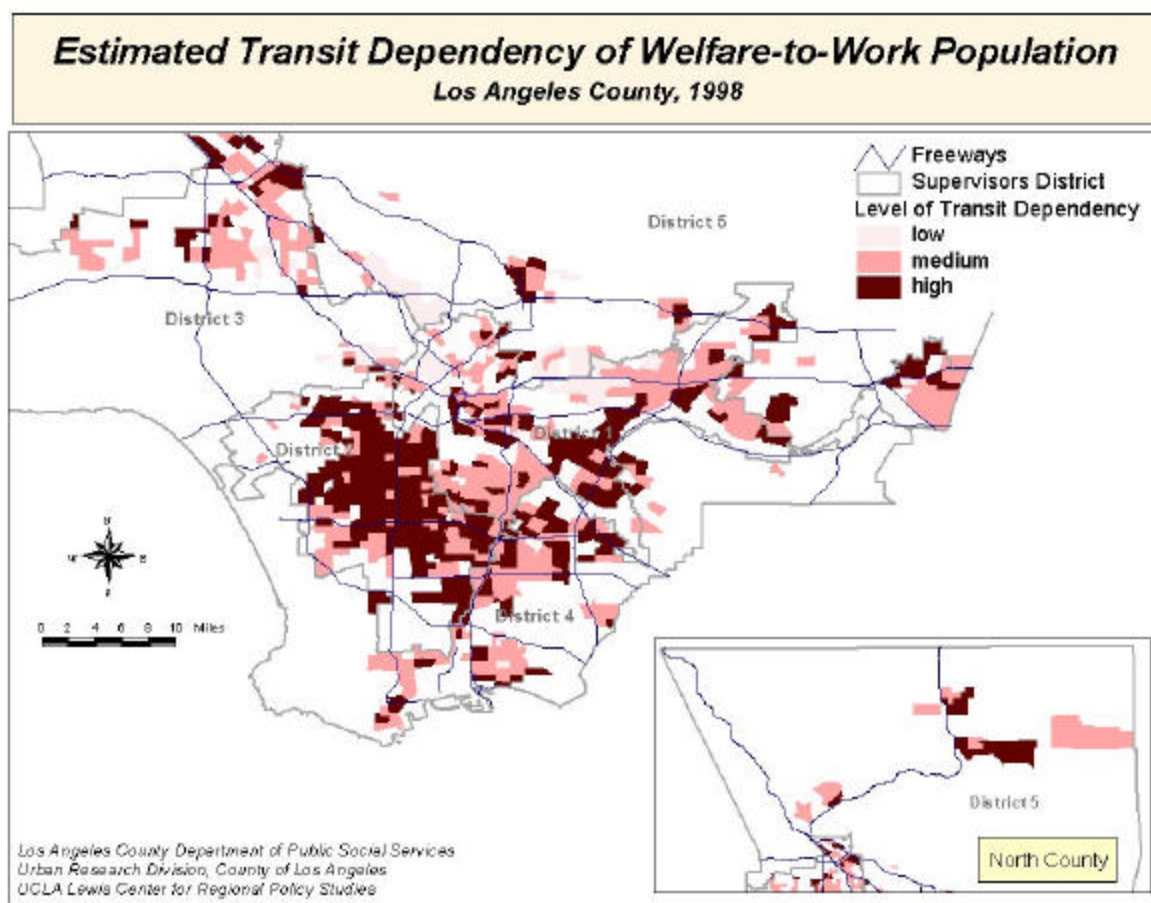 Estimated Transit Dependency of Welfare-to-Work Population
Los Angeles County, 1998
Freeways
Supervisors District
Level of Transit Dependency
low
medium
high
District 5
District 3
District 1
District 2
District 4
N
W E
0 2 4 6 8 10 Miles
District 5
North County
Los Angeles County Department of Public Social Services
Urban Research Division, County of Los Angeles
UCLA Lewis Center for Regional Policy Studies